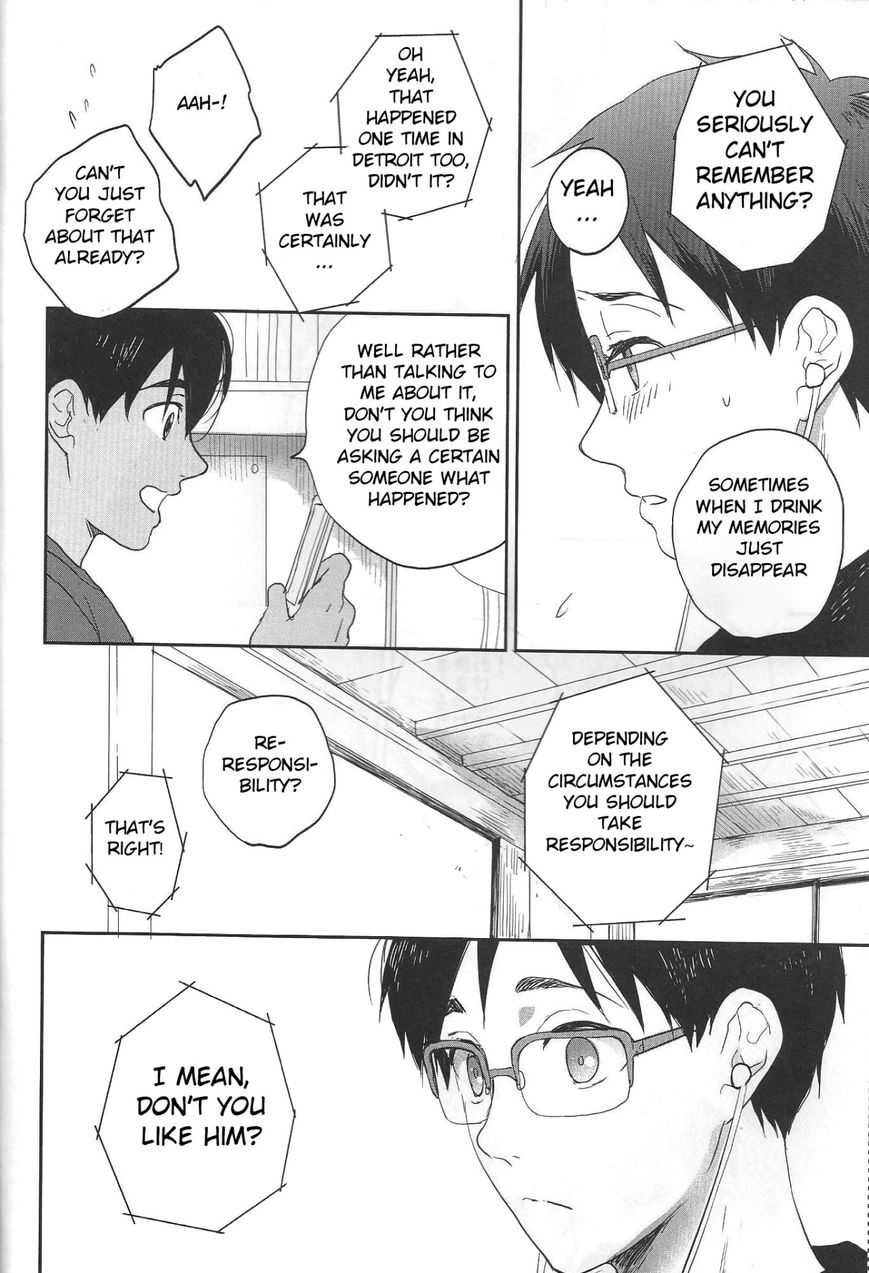 YOU
SERIOUSLY
CAN'T
REMEMBER
ANYTHING?
YEAH
...
SOMETIMES
WHEN I DRINK
MY MEMORIES
JUST
DISAPPEAR
OH
YEAH,
THAT
HAPPENED
ONE TIME IN
DETROIT TOO,
DIDN'T IT?
THAT
WAS
CERTAINLY
...
AAH-!
CAN'T
YOU JUST
FORGET
ABOUT THAT
ALREADY?
WELL RATHER
THAN TALKING TO
ME ABOUT IT,
DON'T YOU THINK
YOU SHOULD BE
ASKING A CERTAIN
SOMEONE WHAT
HAPPENED?
DEPENDING
ON THE
CIRCUMSTANCES
YOU SHOULD
TAKE
RESPONSIBILITY~
RE-
RESPONSI-
BILITY?
THAT'S
RIGHT!
I MEAN,
DON'T YOU
LIKE HIM?